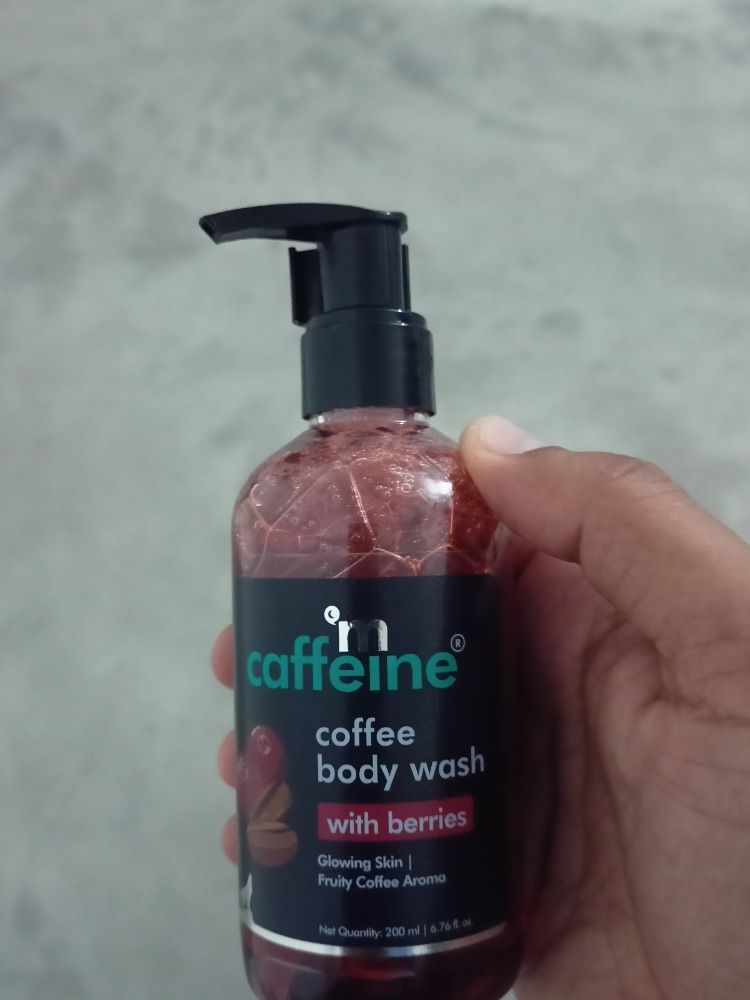 'm
caffeine®
coffee
body wash
with berries
Glowing Skin |
Fruity Coffee Aroma
Net Quantity: 200 ml | 6.76 fl. oz.